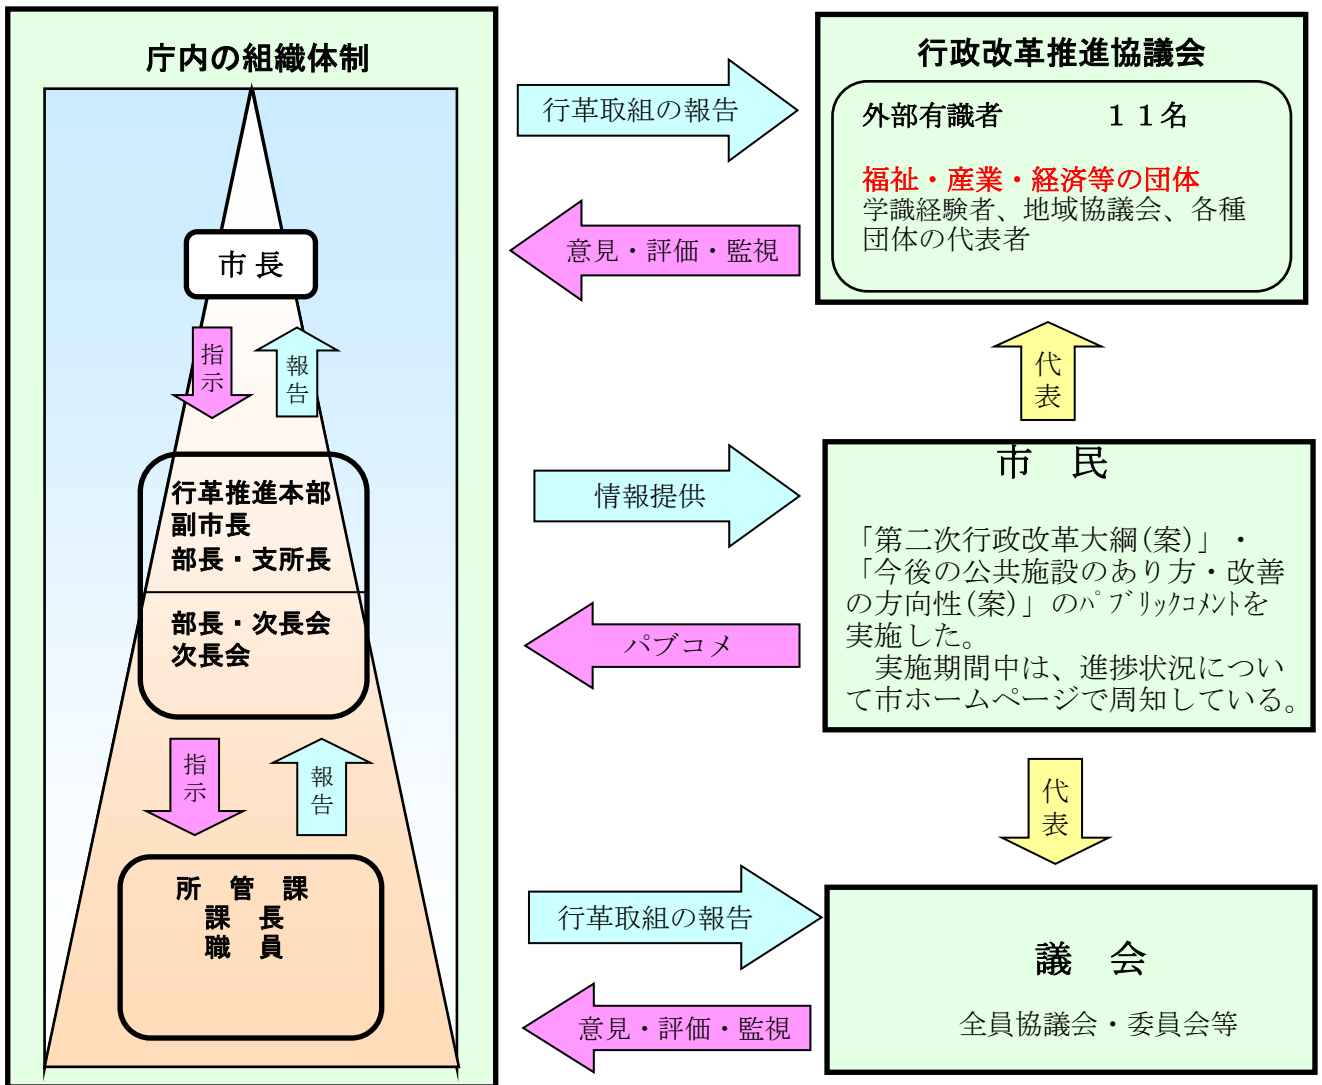 庁内の組織体制
市長
指示
報告
行革推進本部
副市長
部長・支所長
部長・次長会
次長会
指示
報告
所　管　課
課　長
職　員
行革取組の報告
意見・評価・監視
情報提供
パブコメ
行革取組の報告
意見・評価・監視
行政改革推進協議会
外部有識者　　　　１１名
福祉・産業・経済等の団体
学識経験者、地域協議会、各種
団体の代表者
代表
市　民
「第二次行政改革大綱(案)」・
「今後の公共施設のあり方・改善
の方向性(案)」のﾊﾟﾌﾞﾘｯｸｺﾒﾝﾄを
実施した。
　実施期間中は、進捗状況につい
て市ホームページで周知している。
代表
議　会
全員協議会・委員会等